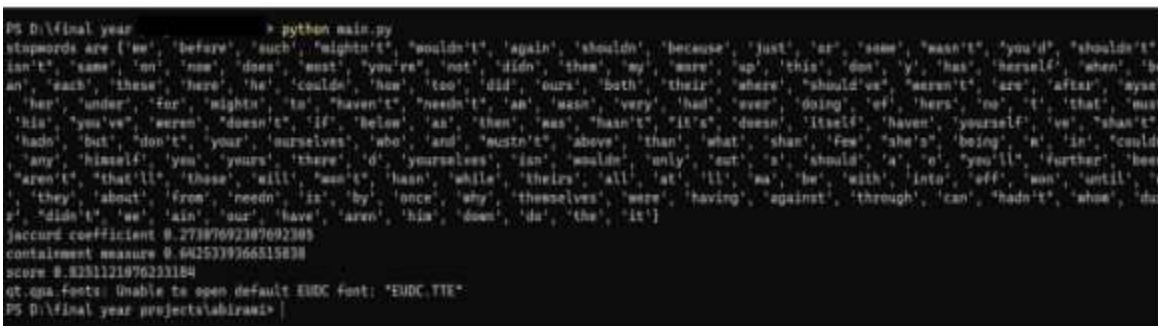 PS D:\final year > python main.py
stopwords are ['me', 'before', 'such', "mightn't", "wouldn't", 'again', 'shouldn', 'because', 'just', 'or', 'some', "wasn't", "you'd", "shouldn't"
isn't", 'same', 'on', 'now', 'does', 'most', "you're", 'not', 'didn', 'them', 'my', 'more', 'up', 'this', 'don', 'y', 'has', 'herself', 'when',
an', 'each', 'these', 'here', 'he', 'couldn', 'how', 'too', 'did', 'ours', 'both', 'their', 'where', "should've", "weren't", 'are', 'after', 'myse
, 'her', 'under', 'for', 'mightn', 'to', "haven't", "needn't", 'am', 'wasn', 'very', 'had', 'over', 'doing', 'of', 'hers', 'no', 't', 'that',
'his', "you've", 'weren', "doesn't", 'if', 'below', 'as', 'then', 'was', "hasn't", "it's", 'doesn', 'itself', 'haven', 'yourself', 've', "shan't"
'hadn', 'but', "don't", 'your', 'ourselves', 'who', 'and', "mustn't", 'above', 'than', 'what', 'shan', 'few', "she's", 'being', 'm', 'in', "could
, 'any', 'himself', 'you', 'yours', 'there', 'd', 'yourselves', 'isn', 'wouldn', 'only', 'out', 's', 'should', 'a', 'o', "you'll", 'further', 'bee
"aren't", "that'll", 'those', 'will', "won't", 'hasn', 'while', 'theirs', 'all', 'at', 'll', 'ma', 'be', 'with', 'into', 'off', 'won', 'until',
, 'they', 'about', 'from', 'needn', 'is', 'by', 'once', 'why', 'themselves', 'were', 'having', 'against', 'through', 'can', "hadn't", 'whom',
"didn't", 'we', 'ain', 'our', 'have', 'aren', 'him', 'down', 'do', 'the', 'it']
jaccard coefficient 0.27307692307692305
containment measure
score
qt.qpa.fonts: Unable to open default EUDC font: "EUDC.TTE"
PS D:\final year projects\abirami>